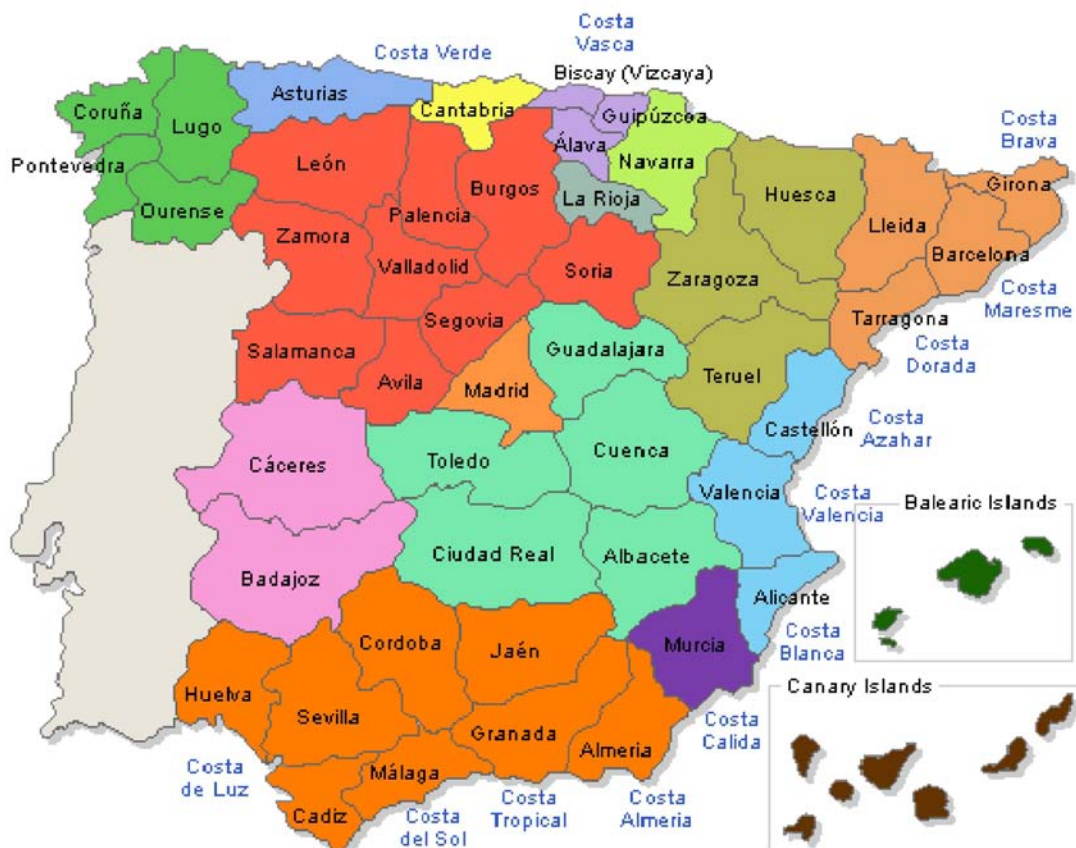 Costa
Vasca
Costa Verde
Biscay (Vizcaya)
Asturias
Cantabria
Coruña
Lugo
Guipúzcoa
Costa
Brava
Álava
Navarra
Pontevedra
León
Burgos
Huesca
Girona
La Rioja
Ourense
Palencia
Lleida
Zamora
Barcelona
Valladolid
Soria
Zaragoza
Costa
Maresme
Segovia
Tarragona
Salamanca
Guadalajara
Costa
Dorada
Avila
Madrid
Teruel
Castellón
Costa
Azahar
Cáceres
Toledo
Cuenca
Valencia
Costa
Valencia
Balearic Islands
Ciudad Real
Albacete
Badajoz
Alicante
Costa
Blanca
Cordoba
Jaén
Murcia
Huelva
Canary Islands
Sevilla
Granada
Costa
Calida
Almeria
Málaga
Costa
de Luz
Cadiz
Costa
del Sol
Costa
Tropical
Costa
Almeria